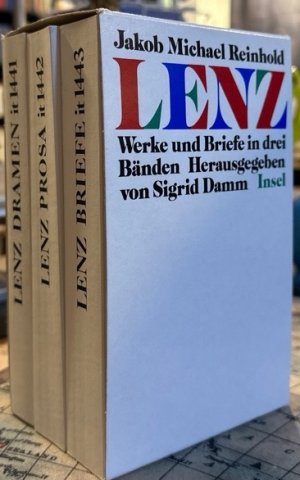 Jakob Michael Reinhold
LENZ
Werke und Briefe in drei
Bänden Herausgegeben
von Sigrid Damm Insel
LENZ DRAMEN it 1441
LENZ PROSA it 1442
LENZ BRIEFE it 1443